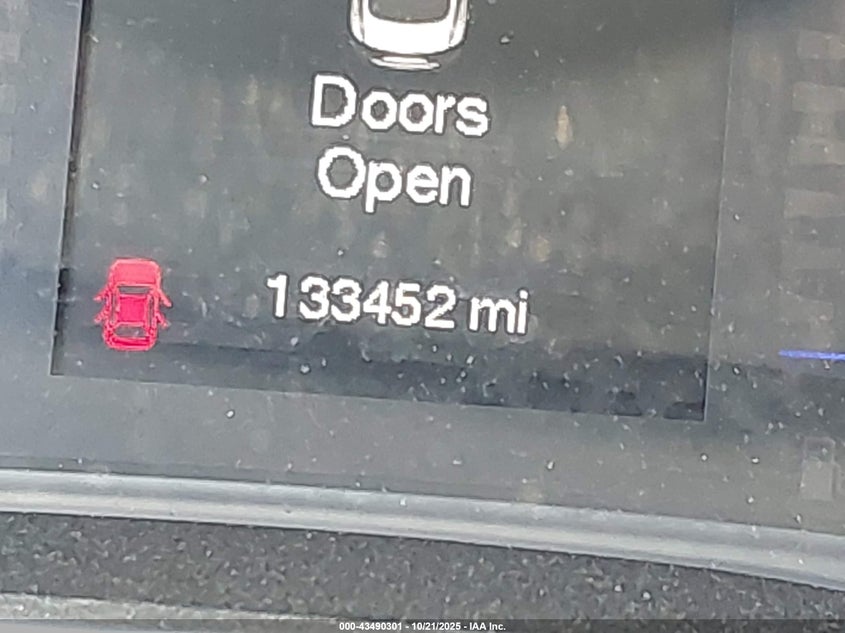 Doors
Open
133452 mi
000-43490301 - 10/21/2025 - IAA Inc.